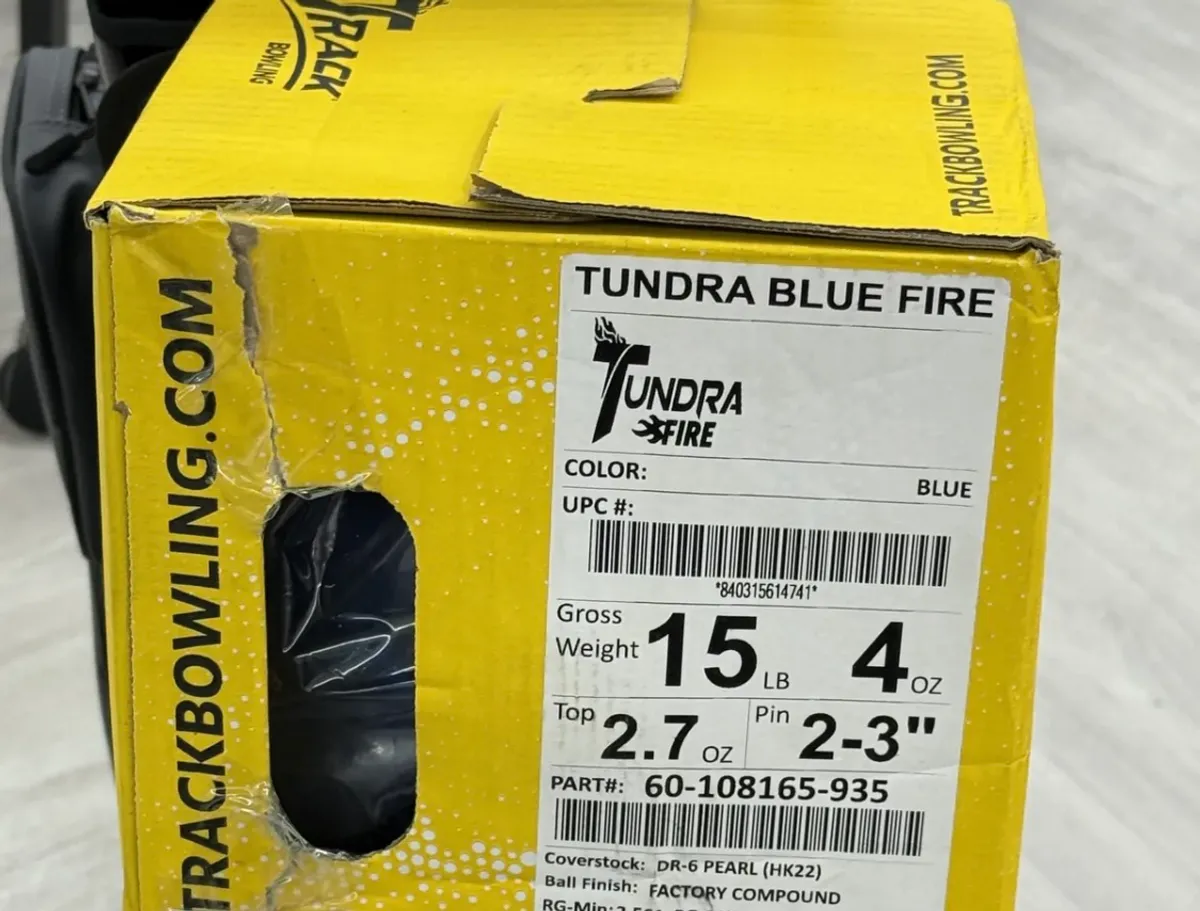 TRACK
BOWLING
TRACKBOWLING.COM
TRACKBOWLING.COM
TUNDRA BLUE FIRE
TUNDRA
FIRE
COLOR: BLUE
UPC #:
*840315614741*
Gross Weight 15 LB 4 OZ
Top 2.7 OZ Pin 2-3"
PART#: 60-108165-935
Coverstock: DR-6 PEARL (HK22)
Ball Finish: FACTORY COMPOUND
RG-Min: